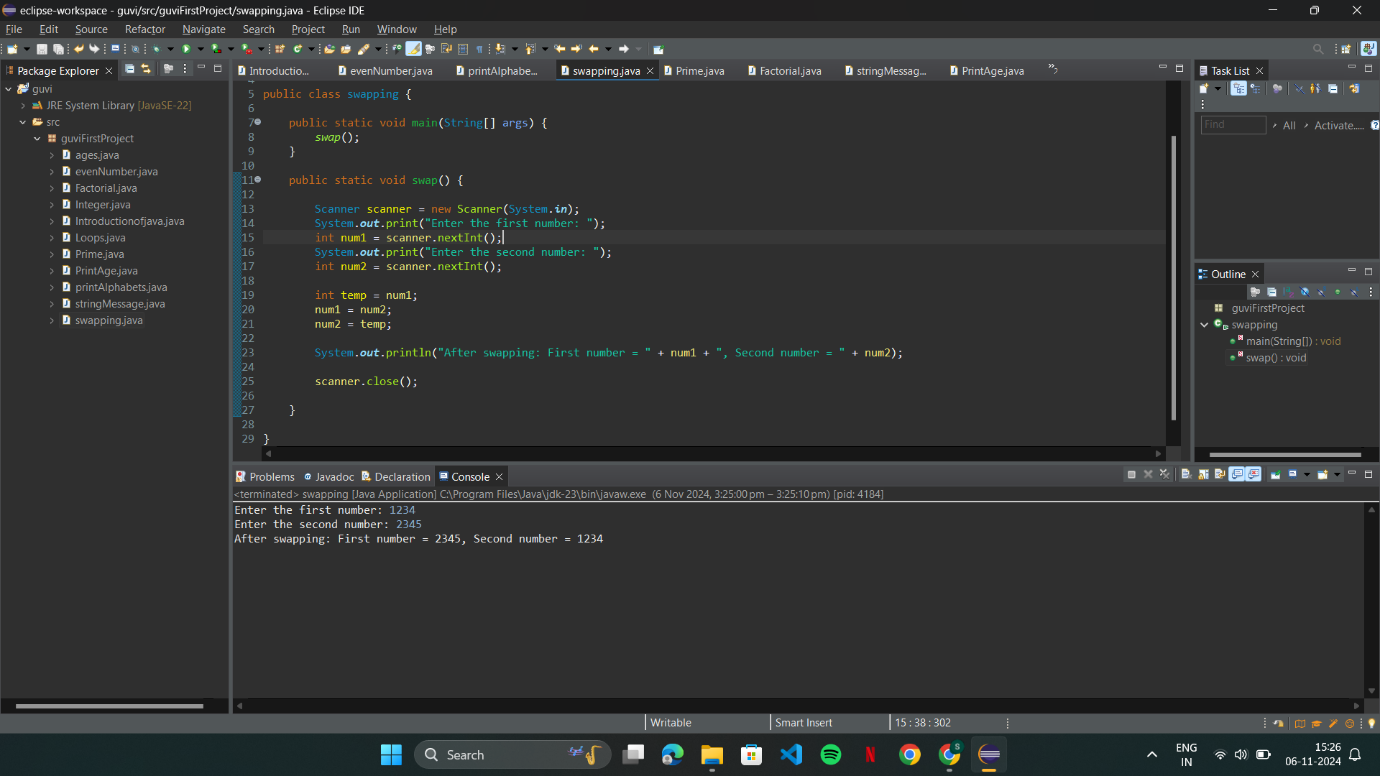 eclipse-workspace - guvi/src/guviFirstProject/swapping.java - Eclipse IDE
File Edit Source Refactor Navigate Search Project Run Window Help
Package Explorer
guvi
JRE System Library [JavaSE-22]
src
guviFirstProject
ages.java
evenNumber.java
Factorial.java
Integer.java
Introductionofjava.java
Loops.java
Prime.java
PrintAge.java
printAlphabets.java
stringMessage.java
swapping.java
Introductio... evenNumber.java printAlphabe... swapping.java Prime.java Factorial.java stringMessag... PrintAge.java
5 public class swapping {
6
7 public static void main(String[] args) {
8 swap();
9 }
10
11 public static void swap() {
12
13 Scanner scanner = new Scanner(System.in);
14 System.out.print("Enter the first number: ");
15 int num1 = scanner.nextInt();
16 System.out.print("Enter the second number: ");
17 int num2 = scanner.nextInt();
18
19 int temp = num1;
20 num1 = num2;
21 num2 = temp;
22
23 System.out.println("After swapping: First number = " + num1 + ", Second number = " + num2);
24
25 scanner.close();
26
27 }
28
29 }
Task List
Find All Activate.....
Outline
guviFirstProject
swapping
main(String[]) : void
swap() : void
Problems Javadoc Declaration Console
<terminated> swapping [Java Application] C:\Program Files\Java\jdk-23\bin\javaw.exe (6 Nov 2024, 3:25:00 pm – 3:25:10 pm) [pid: 4184]
Enter the first number: 1234
Enter the second number: 2345
After swapping: First number = 2345, Second number = 1234
Writable Smart Insert 15 : 38 : 302
Search
ENG
IN
15:26
06-11-2024